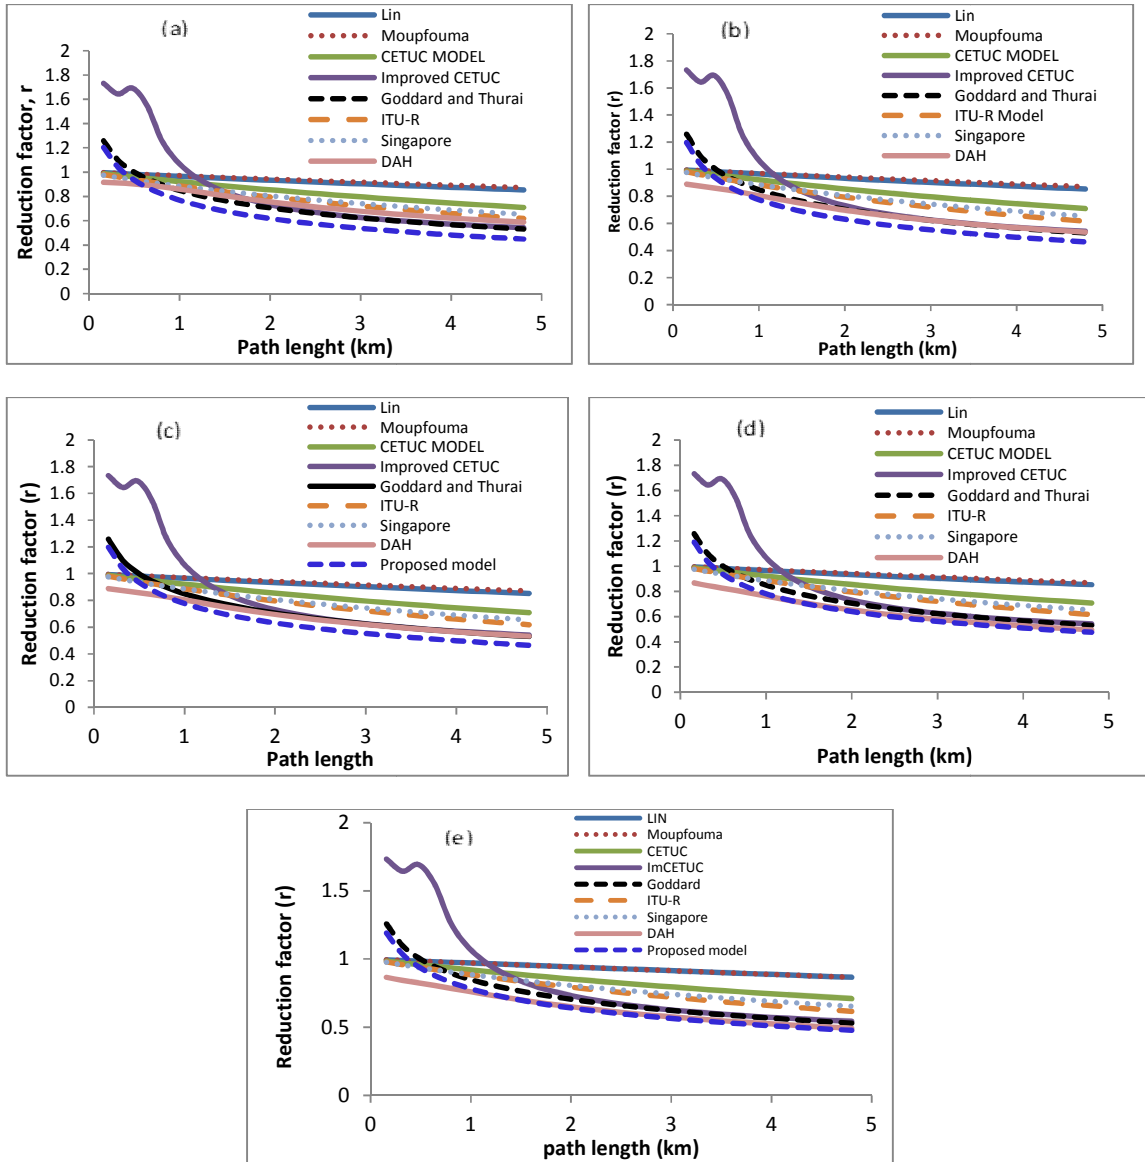 (a)
Lin
Moupfouma
CETUC MODEL
Improved CETUC
Goddard and Thurai
ITU-R
Singapore
DAH
Reduction factor, r
2
1.8
1.6
1.4
1.2
1
0.8
0.6
0.4
0.2
0
0 1 2 3 4 5
Path lenght (km)
(b)
Lin
Moupfouma
CETUC MODEL
Improved CETUC
Goddard and Thurai
ITU-R Model
Singapore
DAH
Reduction factor (r)
2
1.8
1.6
1.4
1.2
1
0.8
0.6
0.4
0.2
0
0 1 2 3 4 5
Path length (km)
(c)
Lin
Moupfouma
CETUC MODEL
Improved CETUC
Goddard and Thurai
ITU-R
Singapore
DAH
Proposed model
Reduction factor (r)
2
1.8
1.6
1.4
1.2
1
0.8
0.6
0.4
0.2
0
0 1 2 3 4 5
Path length
(d)
Lin
Moupfouma
CETUC MODEL
Improved CETUC
Goddard and Thurai
ITU-R
Singapore
DAH
Reduction factor (r)
2
1.8
1.6
1.4
1.2
1
0.8
0.6
0.4
0.2
0
0 1 2 3 4 5
Path length (km)
(e)
LIN
Moupfouma
CETUC
ImCETUC
Goddard
ITU-R
Singapore
DAH
Proposed model
Reduction factor (r)
2
1.5
1
0.5
0
0 1 2 3 4 5
path length (km)